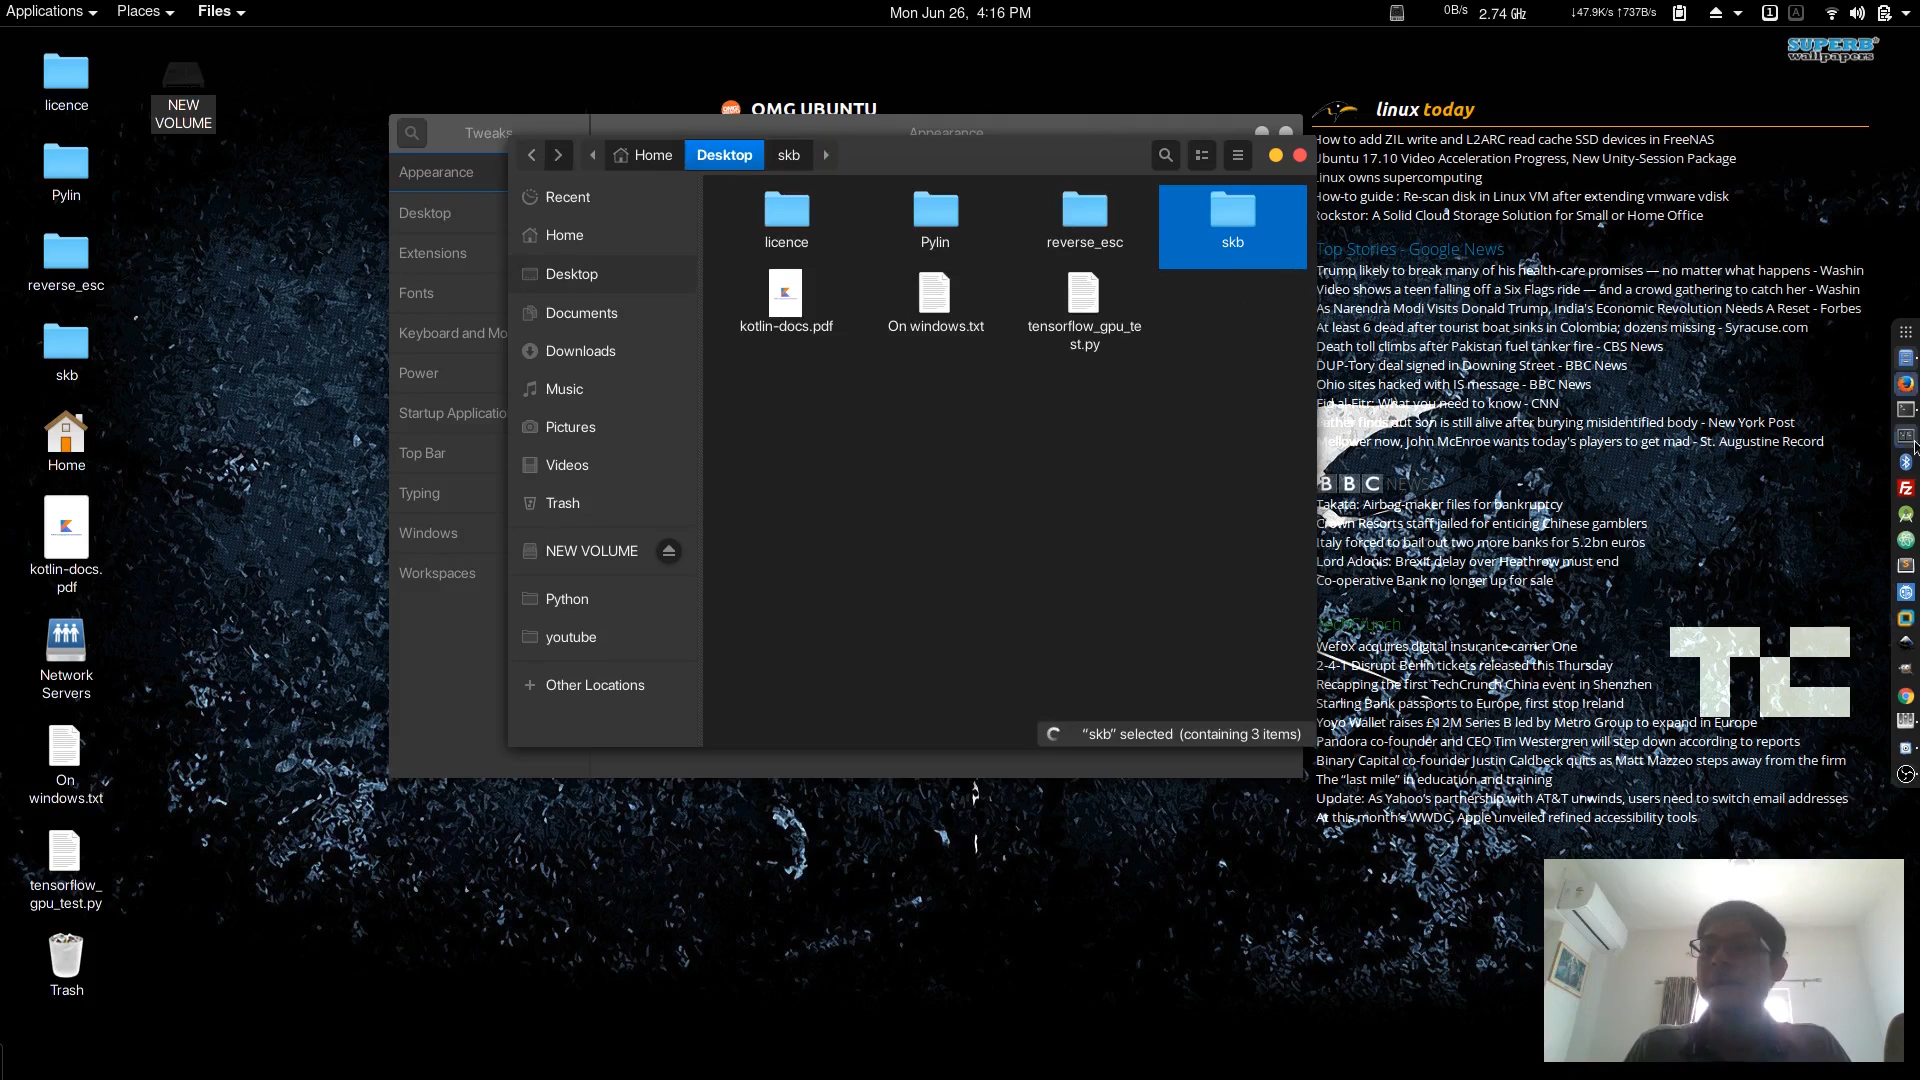 Applications Places Files Mon Jun 26, 4:16 PM 0B/s 2.74 GHz ↓47.9K/s ↑737B/s 1 A
SUPERB
wallpapers
licence
NEW
VOLUME
Pylin
reverse_esc
skb
Home
kotlin-docs.
pdf
Network
Servers
On
windows.txt
tensorflow_
gpu_test.py
Trash
OMG UBUNTU
Tweaks
Appearance
Appearance
Desktop
Extensions
Fonts
Keyboard and Mo
Power
Startup Applicatio
Top Bar
Typing
Windows
Workspaces
Home Desktop skb
Recent
Home
Desktop
Documents
Downloads
Music
Pictures
Videos
Trash
NEW VOLUME
Python
youtube
Other Locations
licence
Pylin
reverse_esc
skb
kotlin-docs.pdf
On windows.txt
tensorflow_gpu_te
st.py
“skb” selected (containing 3 items)
linux today
How to add ZIL write and L2ARC read cache SSD devices in FreeNAS
Ubuntu 17.10 Video Acceleration Progress, New Unity-Session Package
Linux owns supercomputing
How-to guide : Re-scan disk in Linux VM after extending vmware vdisk
Rockstor: A Solid Cloud Storage Solution for Small or Home Office
Top Stories - Google News
Trump likely to break many of his health-care promises — no matter what happens - Washin
Video shows a teen falling off a Six Flags ride — and a crowd gathering to catch her - Washin
As Narendra Modi Visits Donald Trump, India's Economic Revolution Needs A Reset - Forbes
At least 6 dead after tourist boat sinks in Colombia; dozens missing - Syracuse.com
Death toll climbs after Pakistan fuel tanker fire - CBS News
DUP-Tory deal signed in Downing Street - BBC News
Ohio sites hacked with IS message - BBC News
Eid al-Fitr: What you need to know - CNN
Father finds out son is still alive after burying misidentified body - New York Post
Mellower now, John McEnroe wants today's players to get mad - St. Augustine Record
BBC NEWS
Takata: Airbag-maker files for bankruptcy
Crown Resorts staff jailed for enticing Chinese gamblers
Italy forced to bail out two more banks for 5.2bn euros
Lord Adonis: Brexit delay over Heathrow must end
Co-operative Bank no longer up for sale
TechCrunch
Wefox acquires digital insurance carrier One
2-4-1 Disrupt Berlin tickets released this Thursday
Recapping the first TechCrunch China event in Shenzhen
Starling Bank passports to Europe, first stop Ireland
Yoyo Wallet raises £12M Series B led by Metro Group to expand in Europe
Pandora co-founder and CEO Tim Westergren will step down according to reports
Binary Capital co-founder Justin Caldbeck quits as Matt Mazzeo steps away from the firm
The “last mile” in education and training
Update: As Yahoo’s partnership with AT&T unwinds, users need to switch email addresses
At this month’s WWDC, Apple unveiled refined accessibility tools
TC